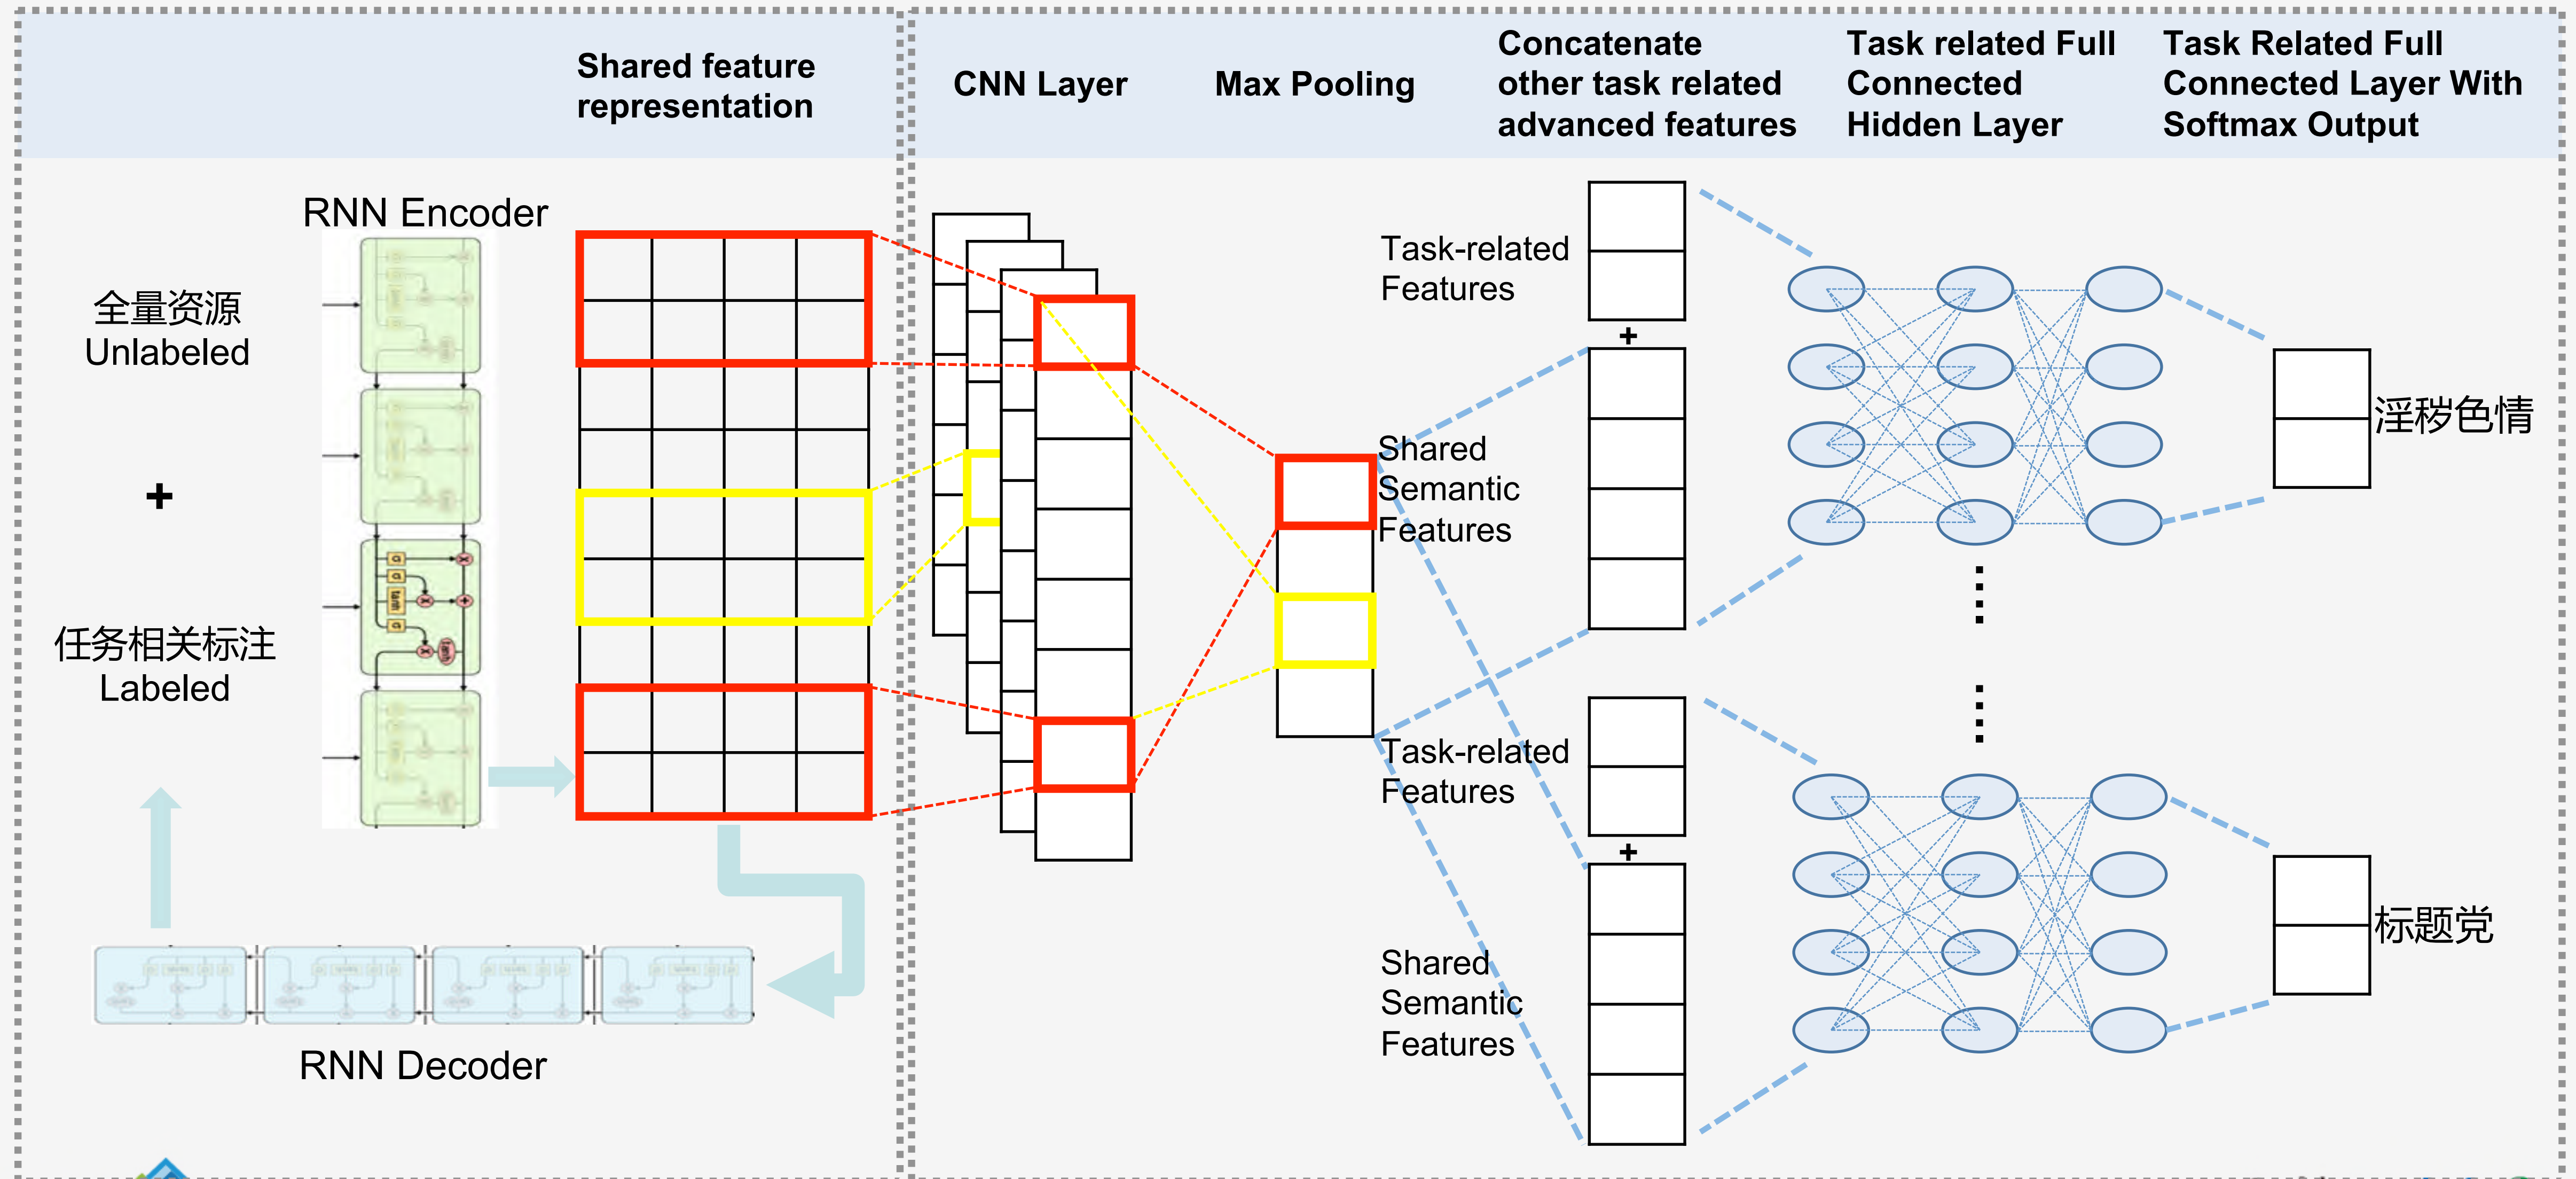 Shared feature
representation
CNN Layer
Max Pooling
Concatenate
other task related
advanced features
Task related Full
Connected
Hidden Layer
Task Related Full
Connected Layer With
Softmax Output
RNN Encoder
全量资源
Unlabeled
+
任务相关标注
Labeled
σ
σ
tanh
σ
tanh
RNN Decoder
Task-related
Features
+
Shared
Semantic
Features
Task-related
Features
+
Shared
Semantic
Features
淫秽色情
标题党